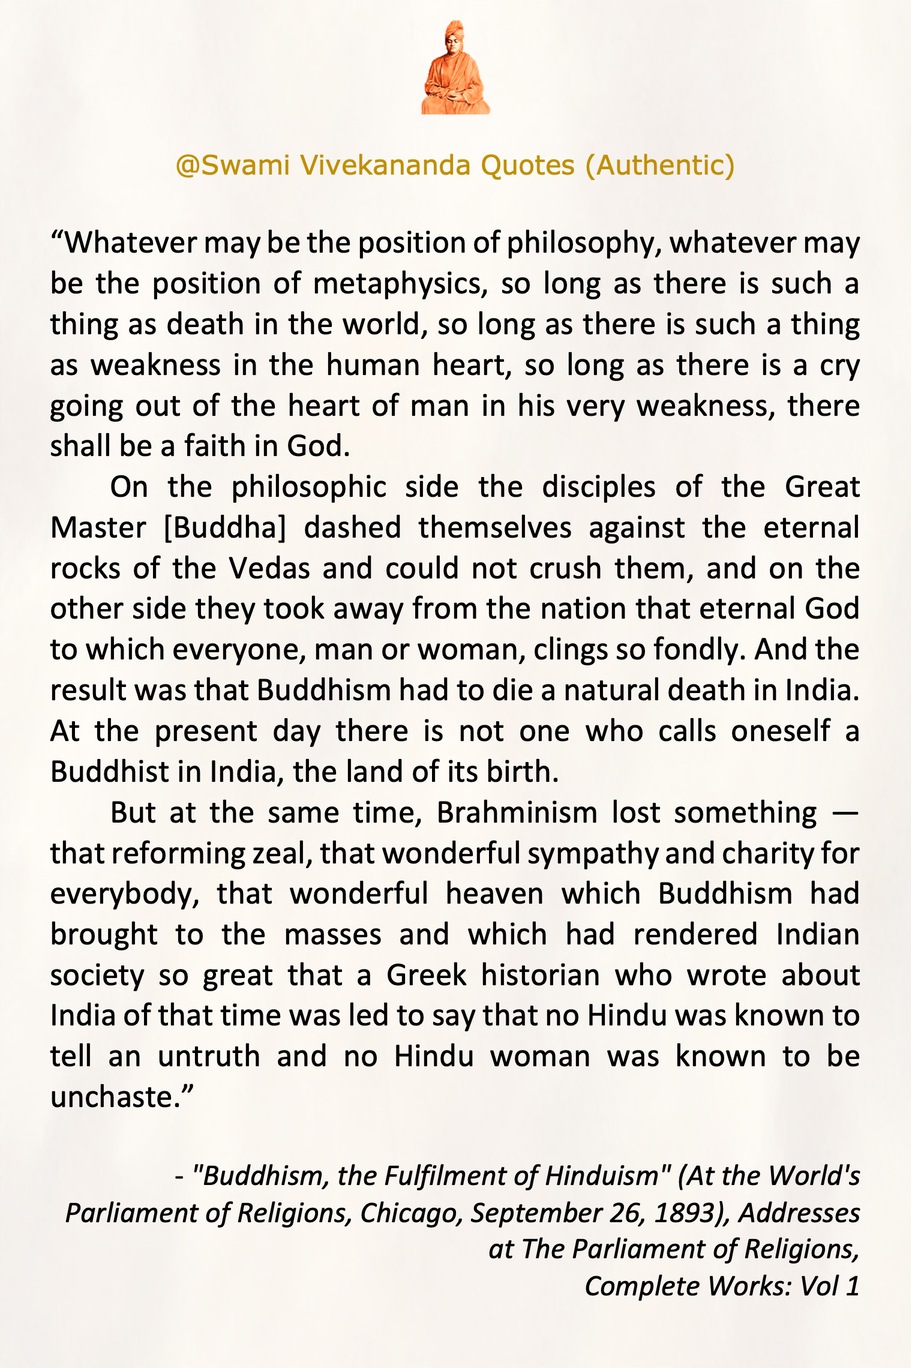 @Swami Vivekananda Quotes (Authentic)
“Whatever may be the position of philosophy, whatever may
be the position of metaphysics, so long as there is such a
thing as death in the world, so long as there is such a thing
as weakness in the human heart, so long as there is a cry
going out of the heart of man in his very weakness, there
shall be a faith in God.
On the philosophic side the disciples of the Great
Master [Buddha] dashed themselves against the eternal
rocks of the Vedas and could not crush them, and on the
other side they took away from the nation that eternal God
to which everyone, man or woman, clings so fondly. And the
result was that Buddhism had to die a natural death in India.
At the present day there is not one who calls oneself a
Buddhist in India, the land of its birth.
But at the same time, Brahminism lost something —
that reforming zeal, that wonderful sympathy and charity for
everybody, that wonderful heaven which Buddhism had
brought to the masses and which had rendered Indian
society so great that a Greek historian who wrote about
India of that time was led to say that no Hindu was known to
tell an untruth and no Hindu woman was known to be
unchaste.”
- "Buddhism, the Fulfilment of Hinduism" (At the World's
Parliament of Religions, Chicago, September 26, 1893), Addresses
at The Parliament of Religions,
Complete Works: Vol 1